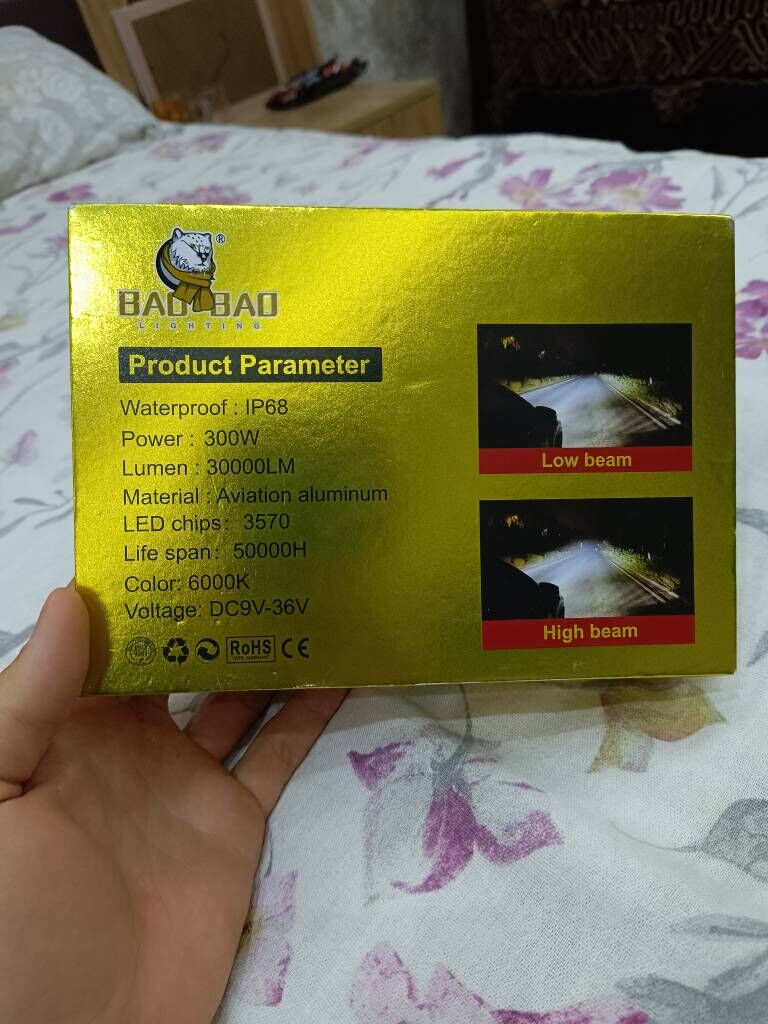 ®
BAO BAO
LIGHTING
Product Parameter
Waterproof : IP68
Power : 300W
Lumen : 30000LM
Material : Aviation aluminum
LED chips: 3570
Life span: 50000H
Color: 6000K
Voltage: DC9V-36V
RoHS
CE
Low beam
High beam